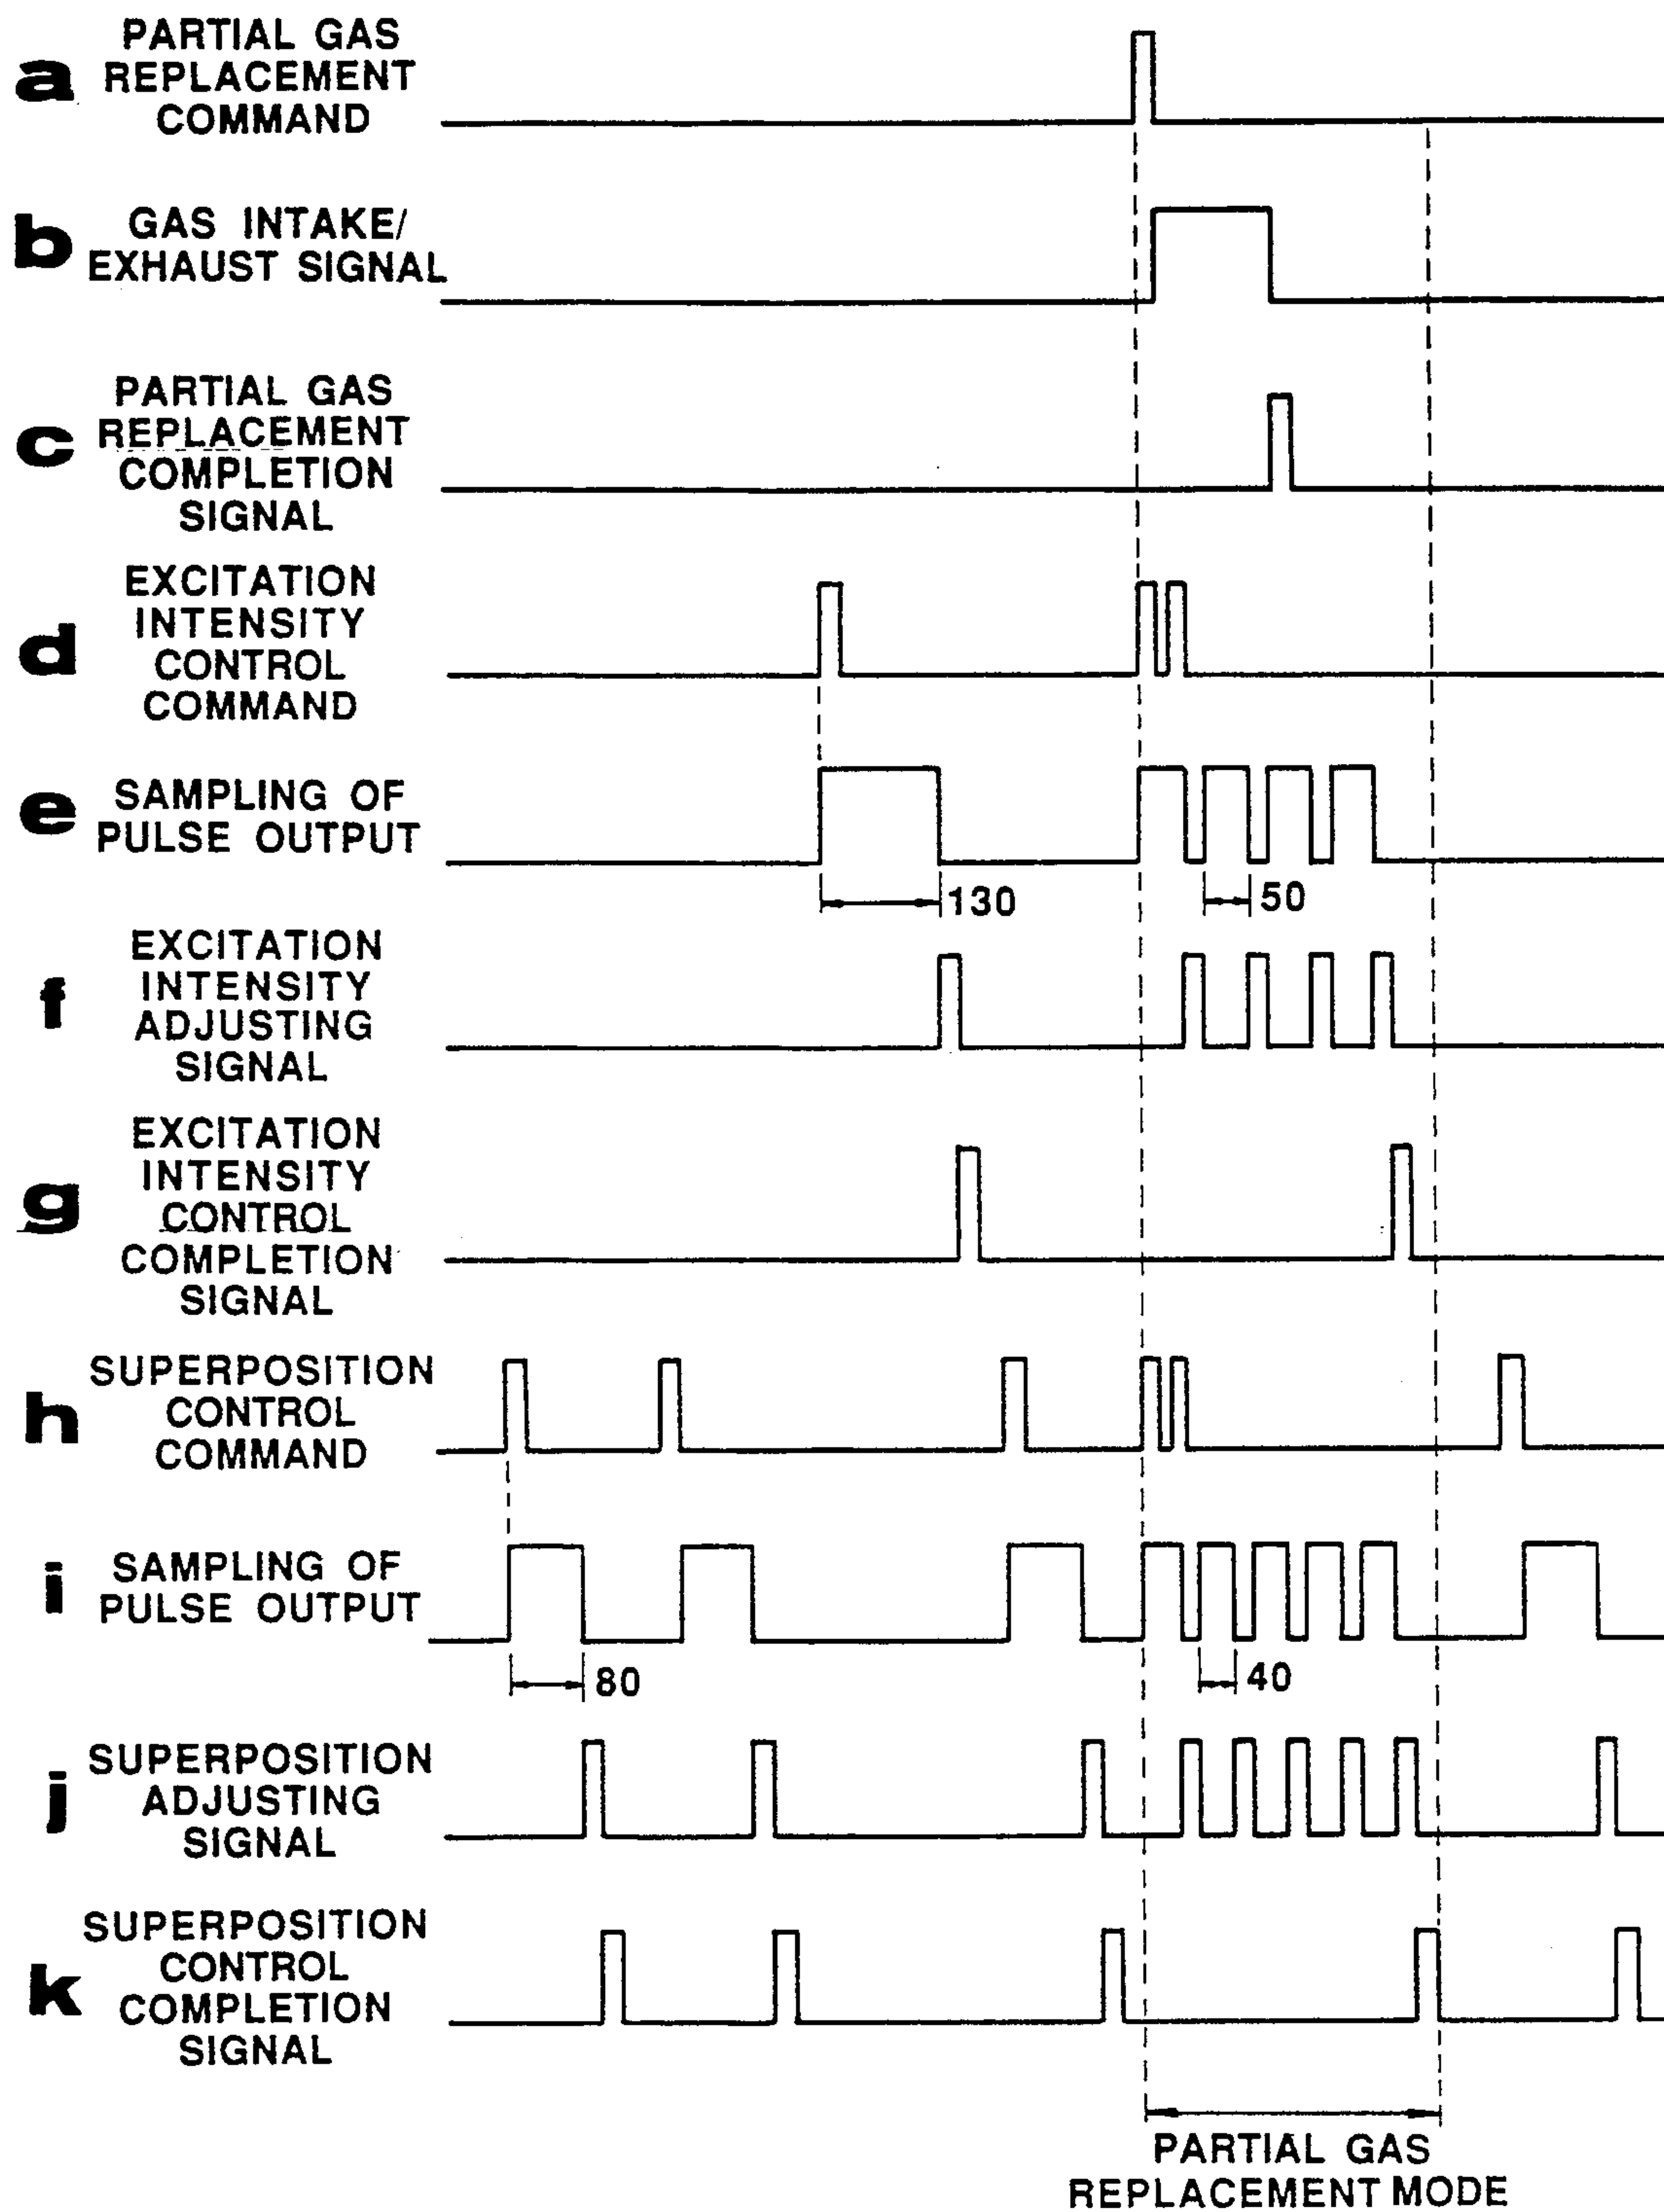 a
PARTIAL GAS
REPLACEMENT
COMMAND
b
GAS INTAKE/
EXHAUST SIGNAL
c
PARTIAL GAS
REPLACEMENT
COMPLETION
SIGNAL
d
EXCITATION
INTENSITY
CONTROL
COMMAND
e
SAMPLING OF
PULSE OUTPUT
130
50
f
EXCITATION
INTENSITY
ADJUSTING
SIGNAL
g
EXCITATION
INTENSITY
CONTROL
COMPLETION
SIGNAL
h
SUPERPOSITION
CONTROL
COMMAND
i
SAMPLING OF
PULSE OUTPUT
80
40
j
SUPERPOSITION
ADJUSTING
SIGNAL
k
SUPERPOSITION
CONTROL
COMPLETION
SIGNAL
PARTIAL GAS
REPLACEMENT MODE